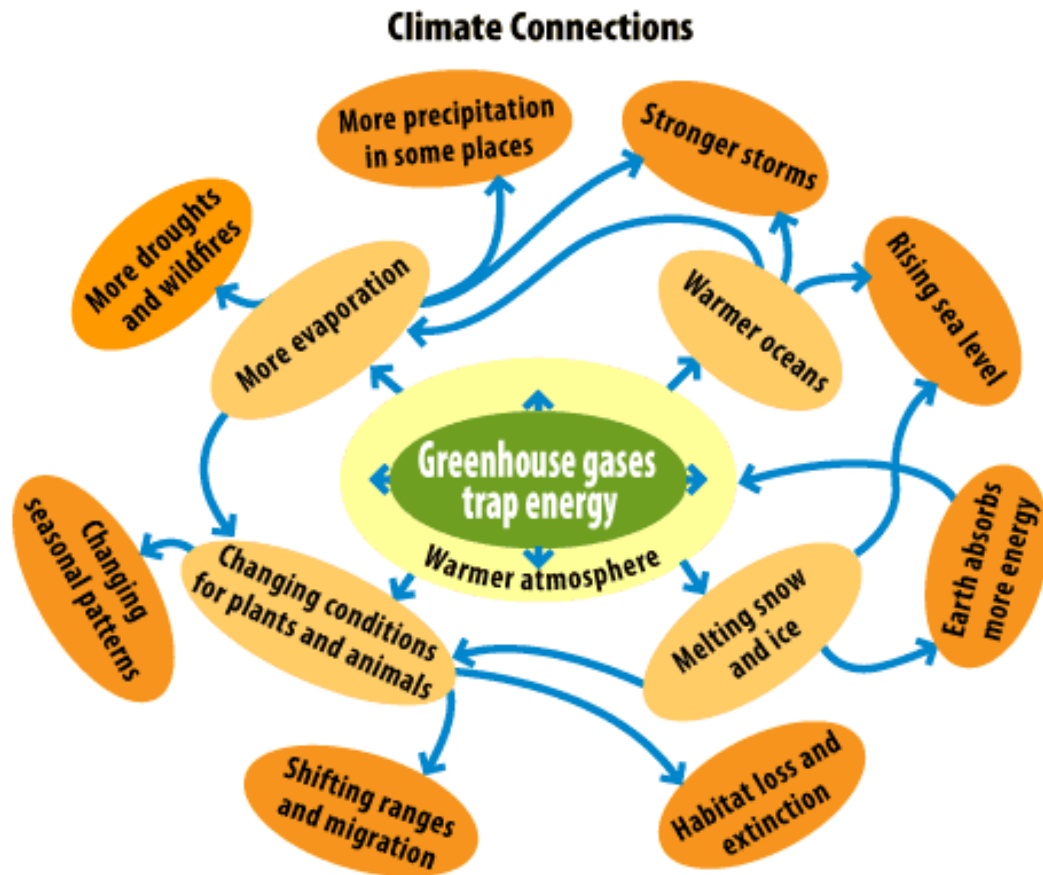 Climate Connections
More precipitation
in some places
Stronger storms
More droughts
and wildfires
More evaporation
Warmer oceans
Rising sea level
Greenhouse gases
trap energy
Warmer atmosphere
Changing
seasonal patterns
Changing conditions
for plants and animals
Melting snow
and ice
Earth absorbs
more energy
Shifting ranges
and migration
Habitat loss and
extinction